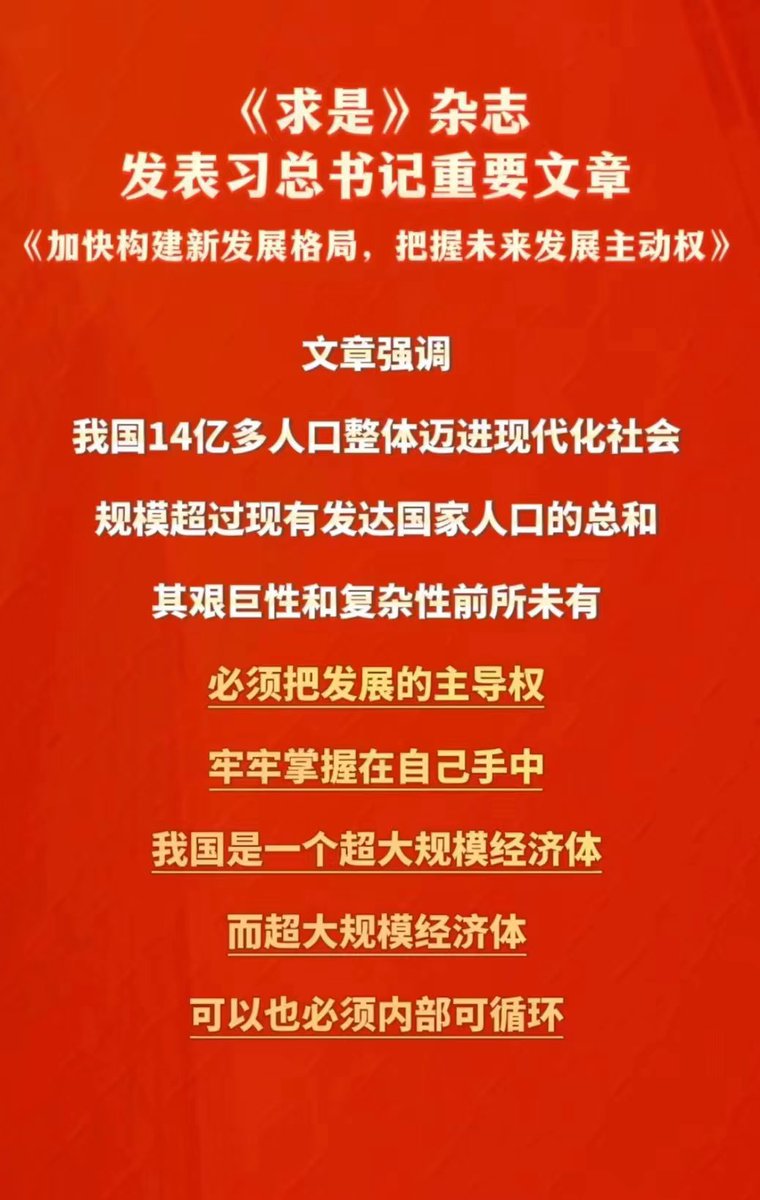 《求是》杂志
发表习总书记重要文章
《加快构建新发展格局，把握未来发展主动权》
文章强调
我国14亿多人口整体迈进现代化社会
规模超过现有发达国家人口的总和
其艰巨性和复杂性前所未有
必须把发展的主导权
牢牢掌握在自己手中
我国是一个超大规模经济体
而超大规模经济体
可以也必须内部可循环